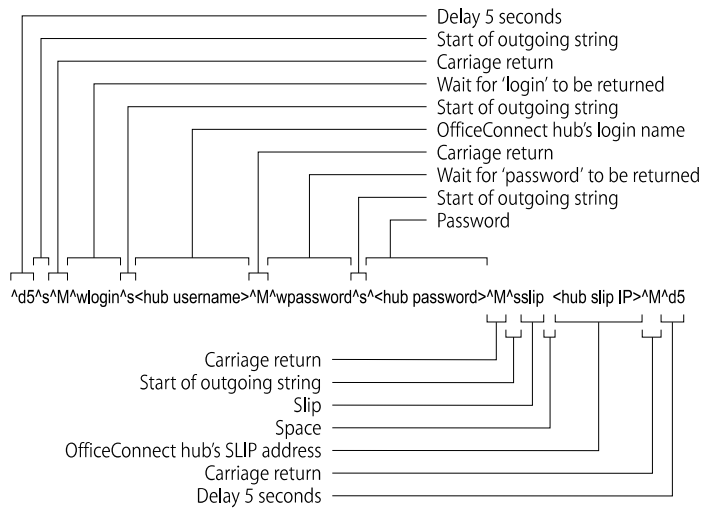 Delay 5 seconds
Start of outgoing string
Carriage return
Wait for ‘login’ to be returned
Start of outgoing string
OfficeConnect hub’s login name
Carriage return
Wait for ‘password’ to be returned
Start of outgoing string
Password
^d5^s^M^wlogin^s<hub username>^M^wpassword^s^<hub password>^M^sslip <hub slip IP>^M^d5
Carriage return
Start of outgoing string
Slip
Space
OfficeConnect hub’s SLIP address
Carriage return
Delay 5 seconds